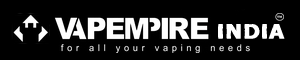 VAPEMPIRE INDIA
for all your vaping needs